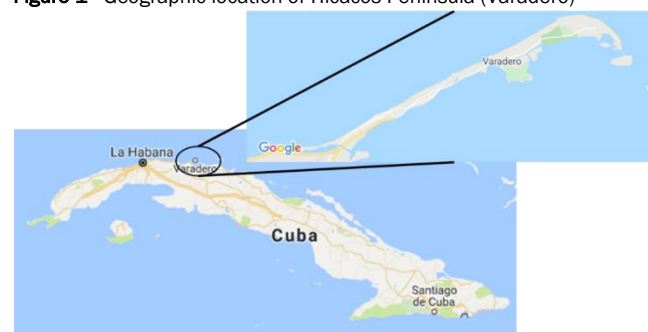 Figure 1 Geographic location of Hicacos Peninsula (Varadero)
Varadero
Google
La Habana
Varadero
Cuba
Santiago
de Cuba